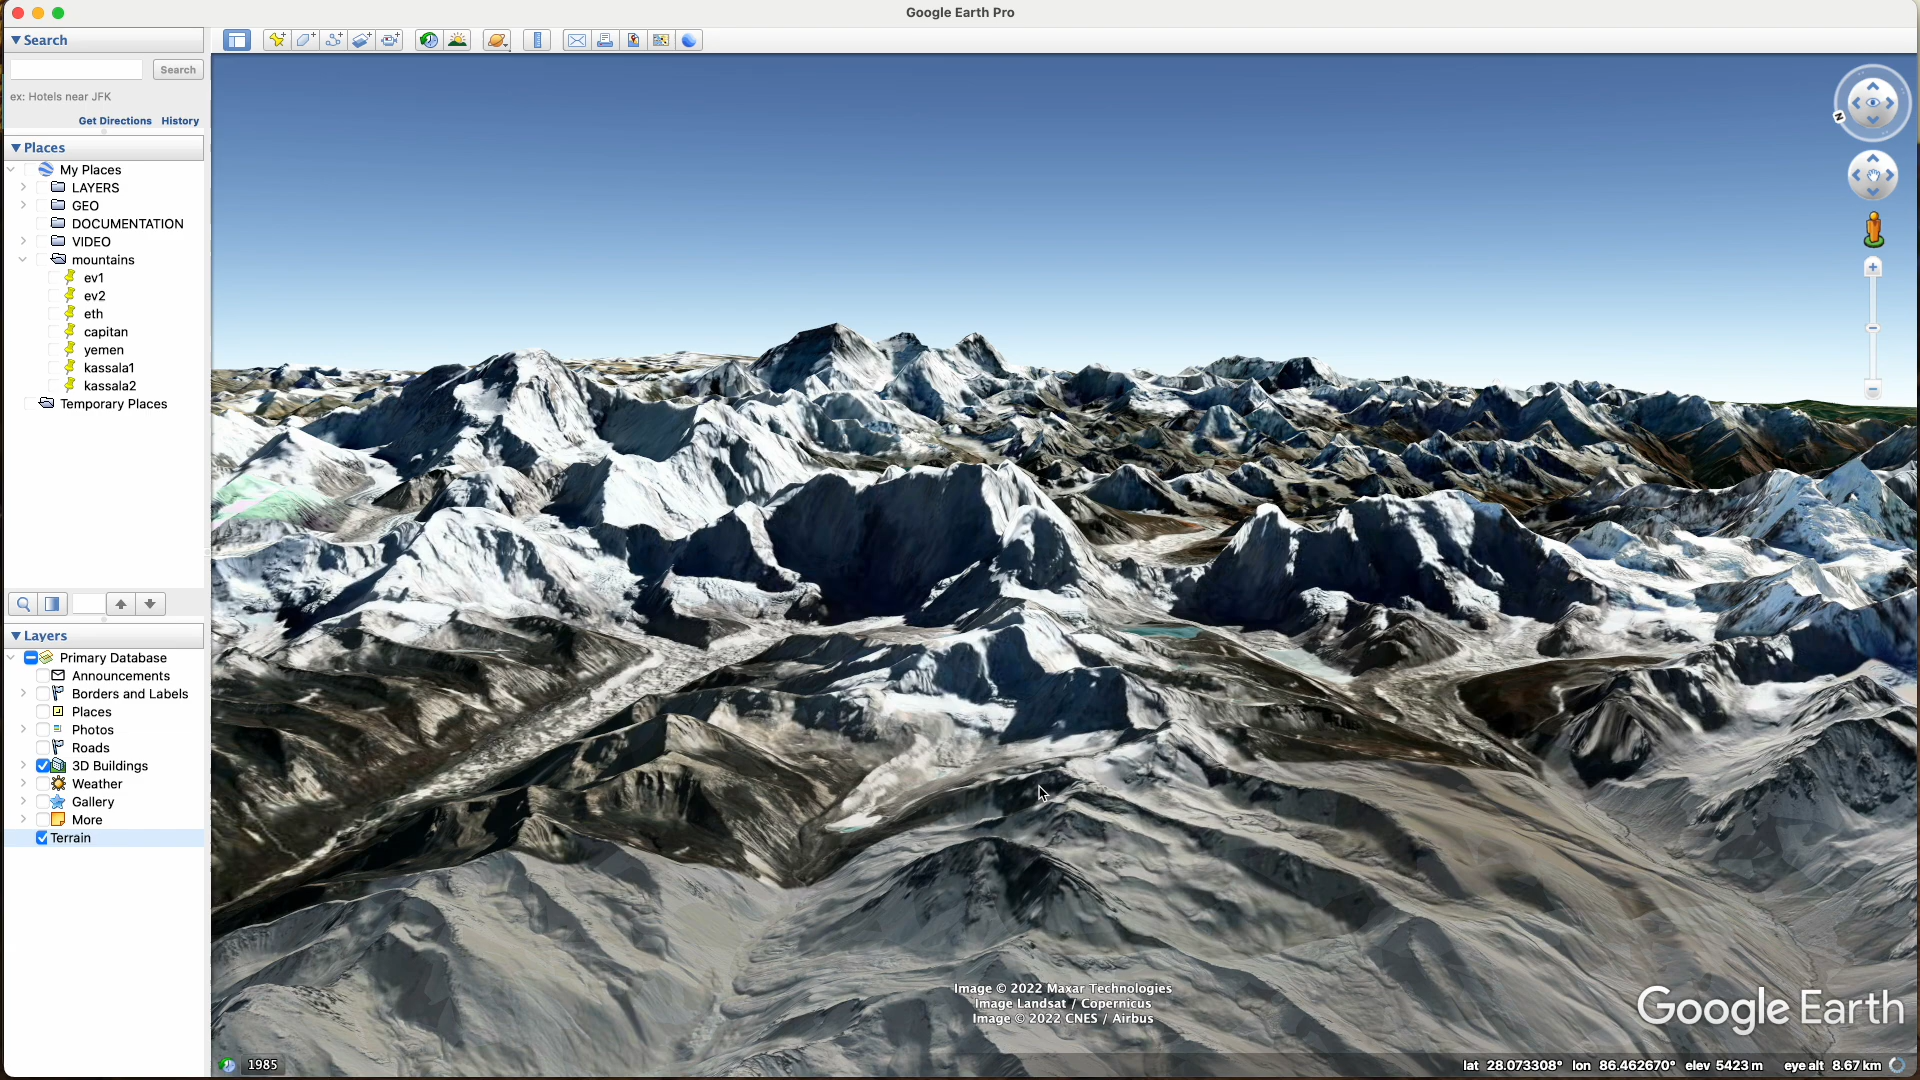 Google Earth Pro
Search
Search
ex: Hotels near JFK
Get Directions History
Places
My Places
LAYERS
GEO
DOCUMENTATION
VIDEO
mountains
ev1
ev2
eth
capitan
yemen
kassala1
kassala2
Temporary Places
Layers
Primary Database
Announcements
Borders and Labels
Places
Photos
Roads
3D Buildings
Weather
Gallery
More
Terrain
N
Image © 2022 Maxar Technologies
Image Landsat / Copernicus
Image © 2022 CNES / Airbus
Google Earth
1985
lat 28.073308° lon 86.462670° elev 5423 m eye alt 8.67 km